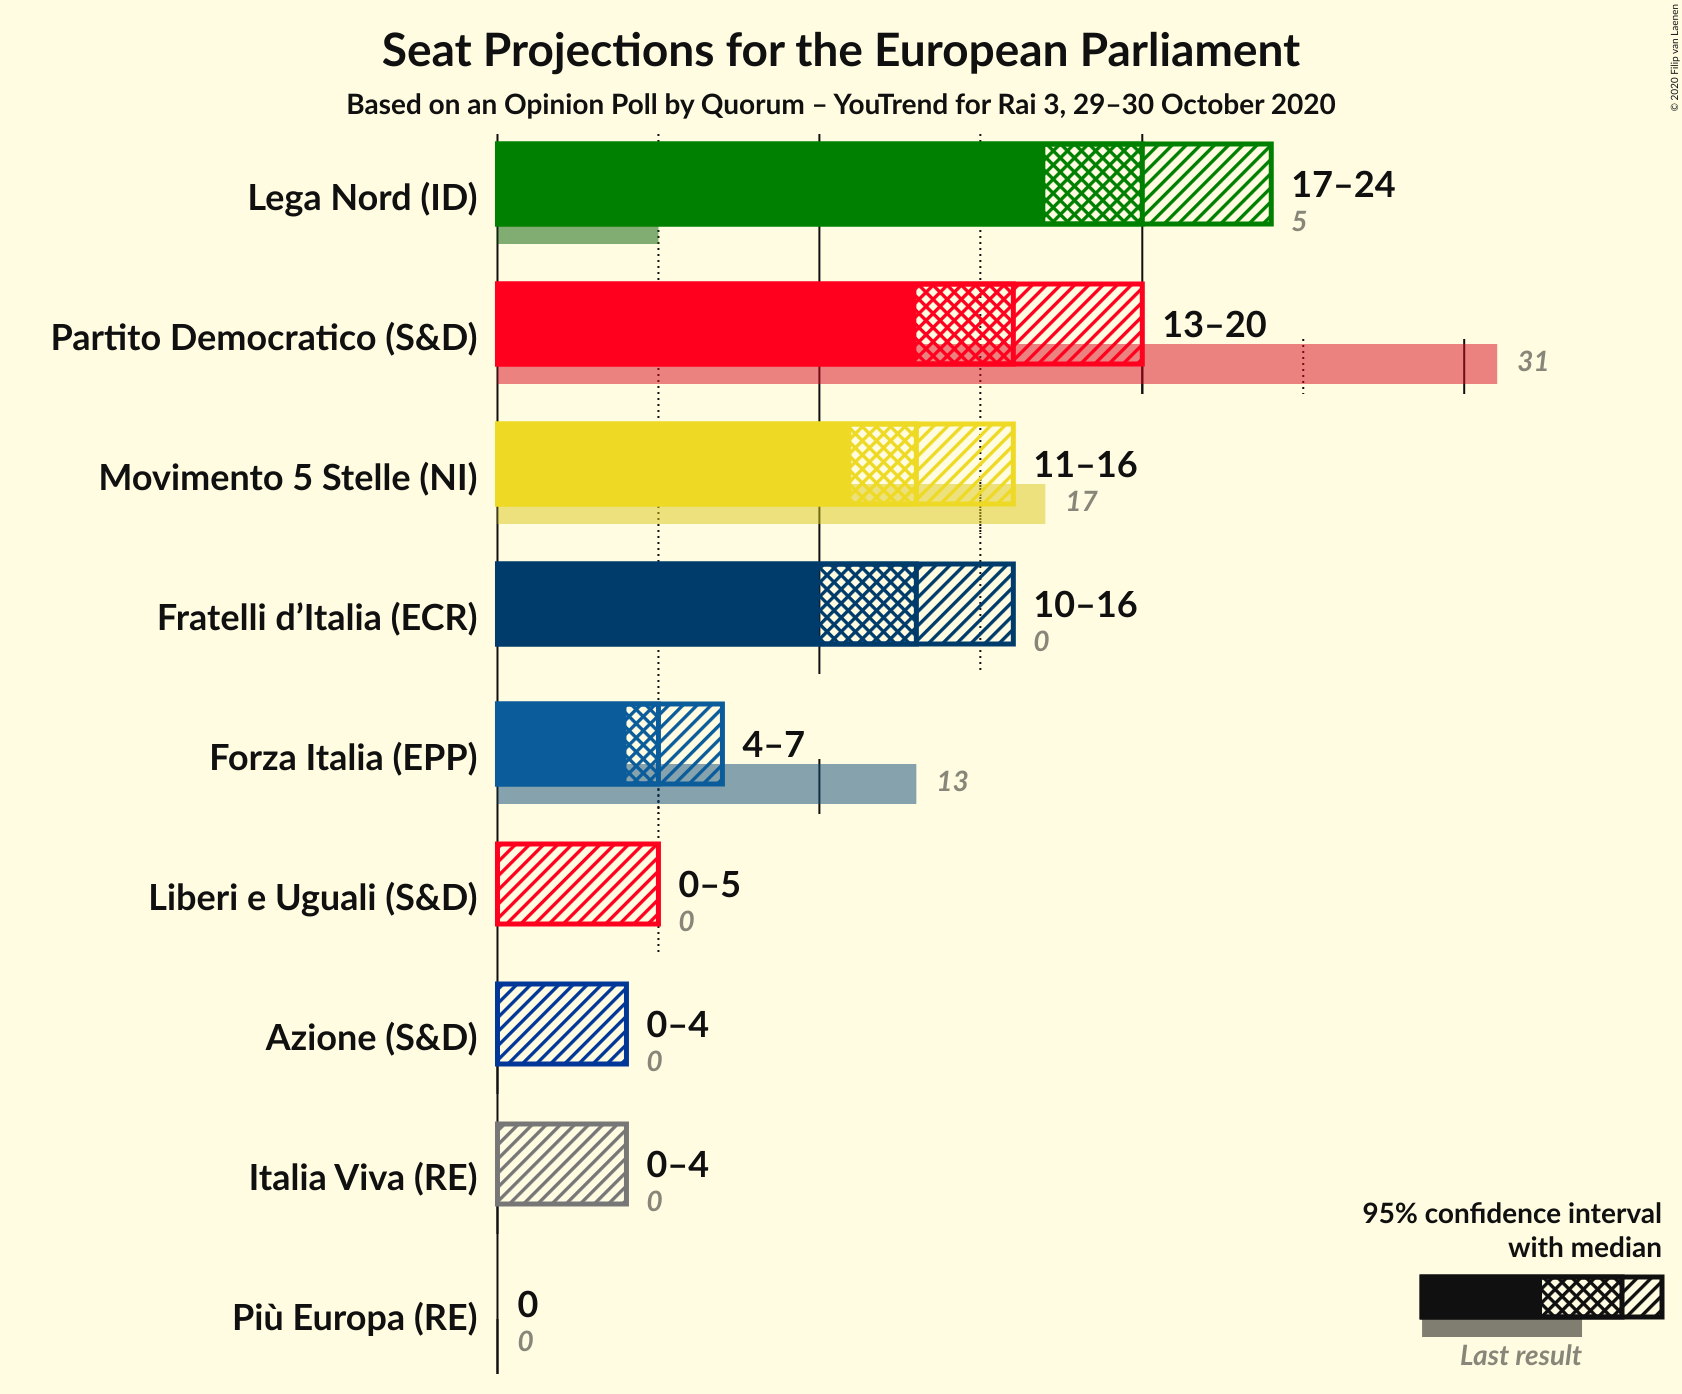 Seat Projections for the European Parliament
Based on an Opinion Poll by Quorum – YouTrend for Rai 3, 29–30 October 2020
© 2020 Filip van Laenen
Lega Nord (ID)
17–24
5
Partito Democratico (S&D)
13–20
31
Movimento 5 Stelle (NI)
11–16
17
Fratelli d’Italia (ECR)
10–16
0
Forza Italia (EPP)
4–7
13
Liberi e Uguali (S&D)
0–5
0
Azione (S&D)
0–4
0
Italia Viva (RE)
0–4
0
Più Europa (RE)
0
0
95% confidence interval
with median
Last result